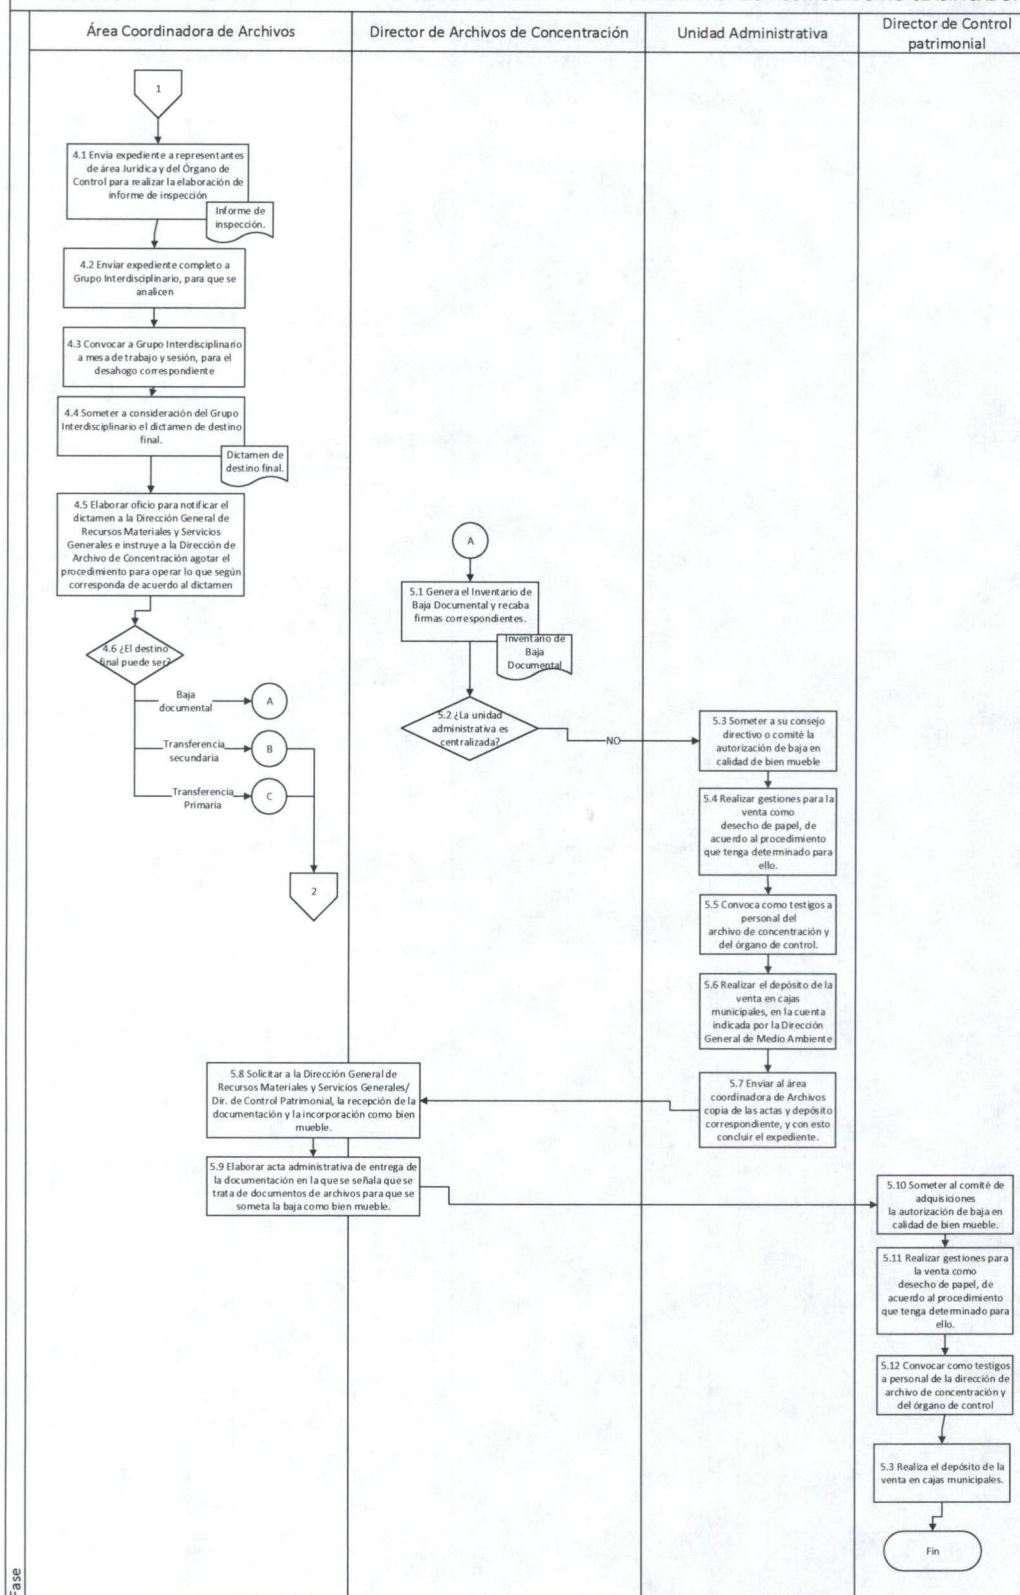 Área Coordinadora de Archivos
Director de Archivos de Concentración
Unidad Administrativa
Director de Control
patrimonial
1
4.1 Envia expediente a representantes
de área Jurídica y del Órgano de
Control para realizar la elaboración de
informe de inspección
Informe de
inspección.
4.2 Enviar expediente completo a
Grupo Interdisciplinario, para que se
analicen
4.3 Convocar a Grupo Interdisciplinario
a mesa de trabajo y sesión, para el
desahogo correspondiente
4.4 Someter a consideración del Grupo
Interdisciplinario el dictamen de destino
final.
Dictamen de
destino final.
4.5 Elaborar oficio para notificar el
dictamen a la Dirección General de
Recursos Materiales y Servicios
Generales e instruye a la Dirección de
Archivo de Concentración agotar el
procedimiento para operar lo que según
corresponda de acuerdo al dictamen
4.6 ¿El destino
final puede ser?
Baja
documental
A
Transferencia
secundaria
B
Transferencia
Primaria
C
2
A
5.1 Genera el Inventario de
Baja Documental y recaba
firmas correspondientes.
Inventario de
Baja
Documental
5.2 ¿La unidad
administrativa es
centralizada?
NO
5.3 Someter a su consejo
directivo o comité la
autorización de baja en
calidad de bien mueble
5.4 Realizar gestiones para la
venta como
desecho de papel, de
acuerdo al procedimiento
que tenga determinado para
ello.
5.5 Convoca como testigos a
personal del
archivo de concentración y
del órgano de control.
5.6 Realizar el depósito de la
venta en cajas
municipales, en la cuenta
indicada por la Dirección
General de Medio Ambiente
5.7 Enviar al área
coordinadora de Archivos
copia de las actas y depósito
correspondiente, y con esto
concluir el expediente.
5.8 Solicitar a la Dirección General de
Recursos Materiales y Servicios Generales/
Dir. de Control Patrimonial, la recepción de la
documentación y la incorporación como bien
mueble.
5.9 Elaborar acta administrativa de entrega de
la documentación en la que se señala que se
trata de documentos de archivos para que se
someta la baja como bien mueble.
5.10 Someter al comité de
adquisiciones
la autorización de baja en
calidad de bien mueble.
5.11 Realizar gestiones para
la venta como
desecho de papel, de
acuerdo al procedimiento
que tenga determinado para
ello.
5.12 Convocar como testigos
a personal de la dirección de
archivo de concentración y
del órgano de control
5.3 Realiza el depósito de la
venta en cajas municipales.
Fin
Fase